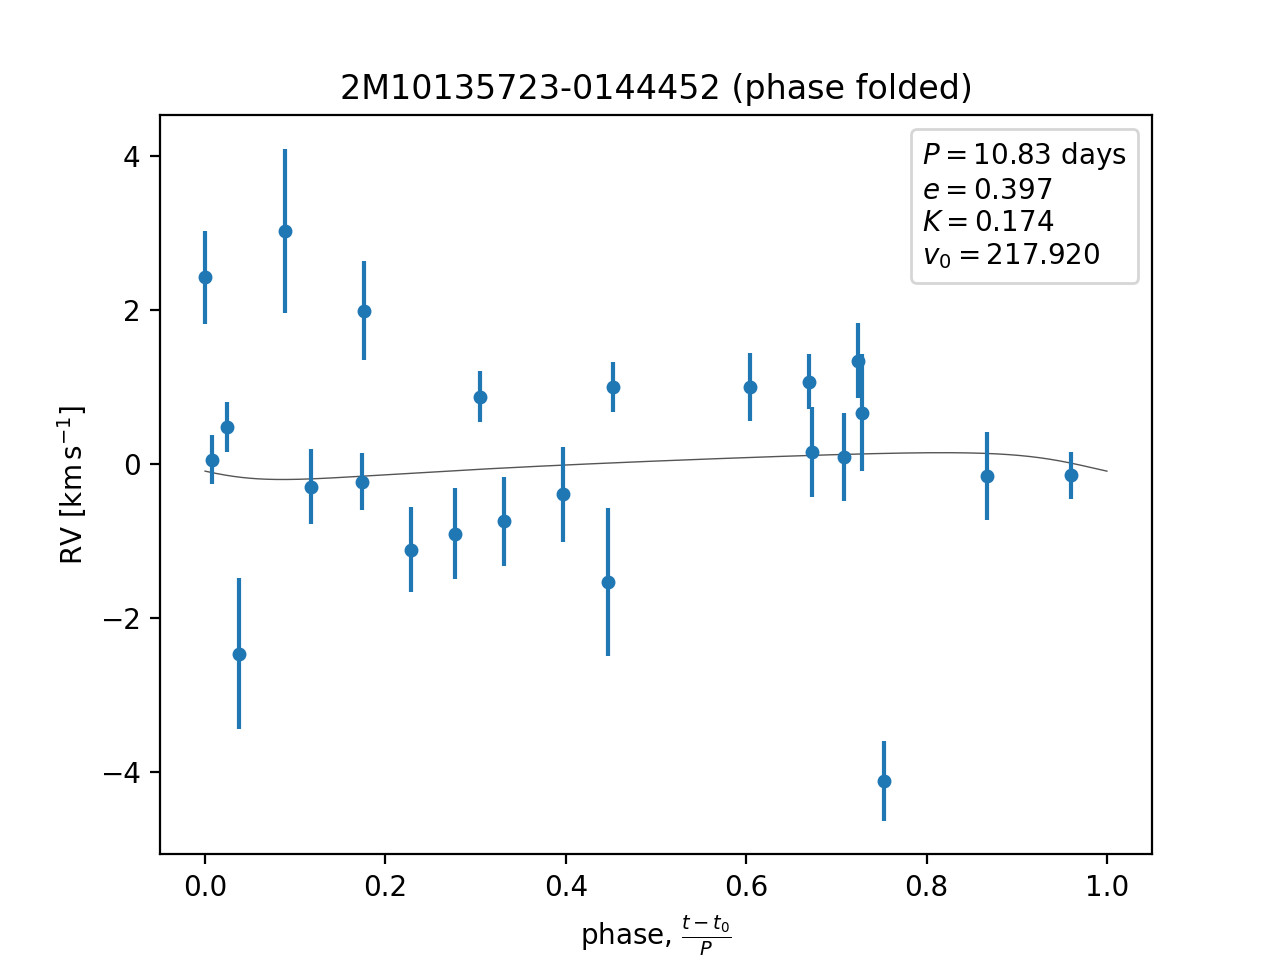 2M10135723-0144452 (phase folded)
P = 10.83 days
e = 0.397
K = 0.174
v₀ = 217.920
4
2
0
−2
−4
RV [km s⁻¹]
0.0 0.2 0.4 0.6 0.8 1.0
phase, (t − t₀)/P